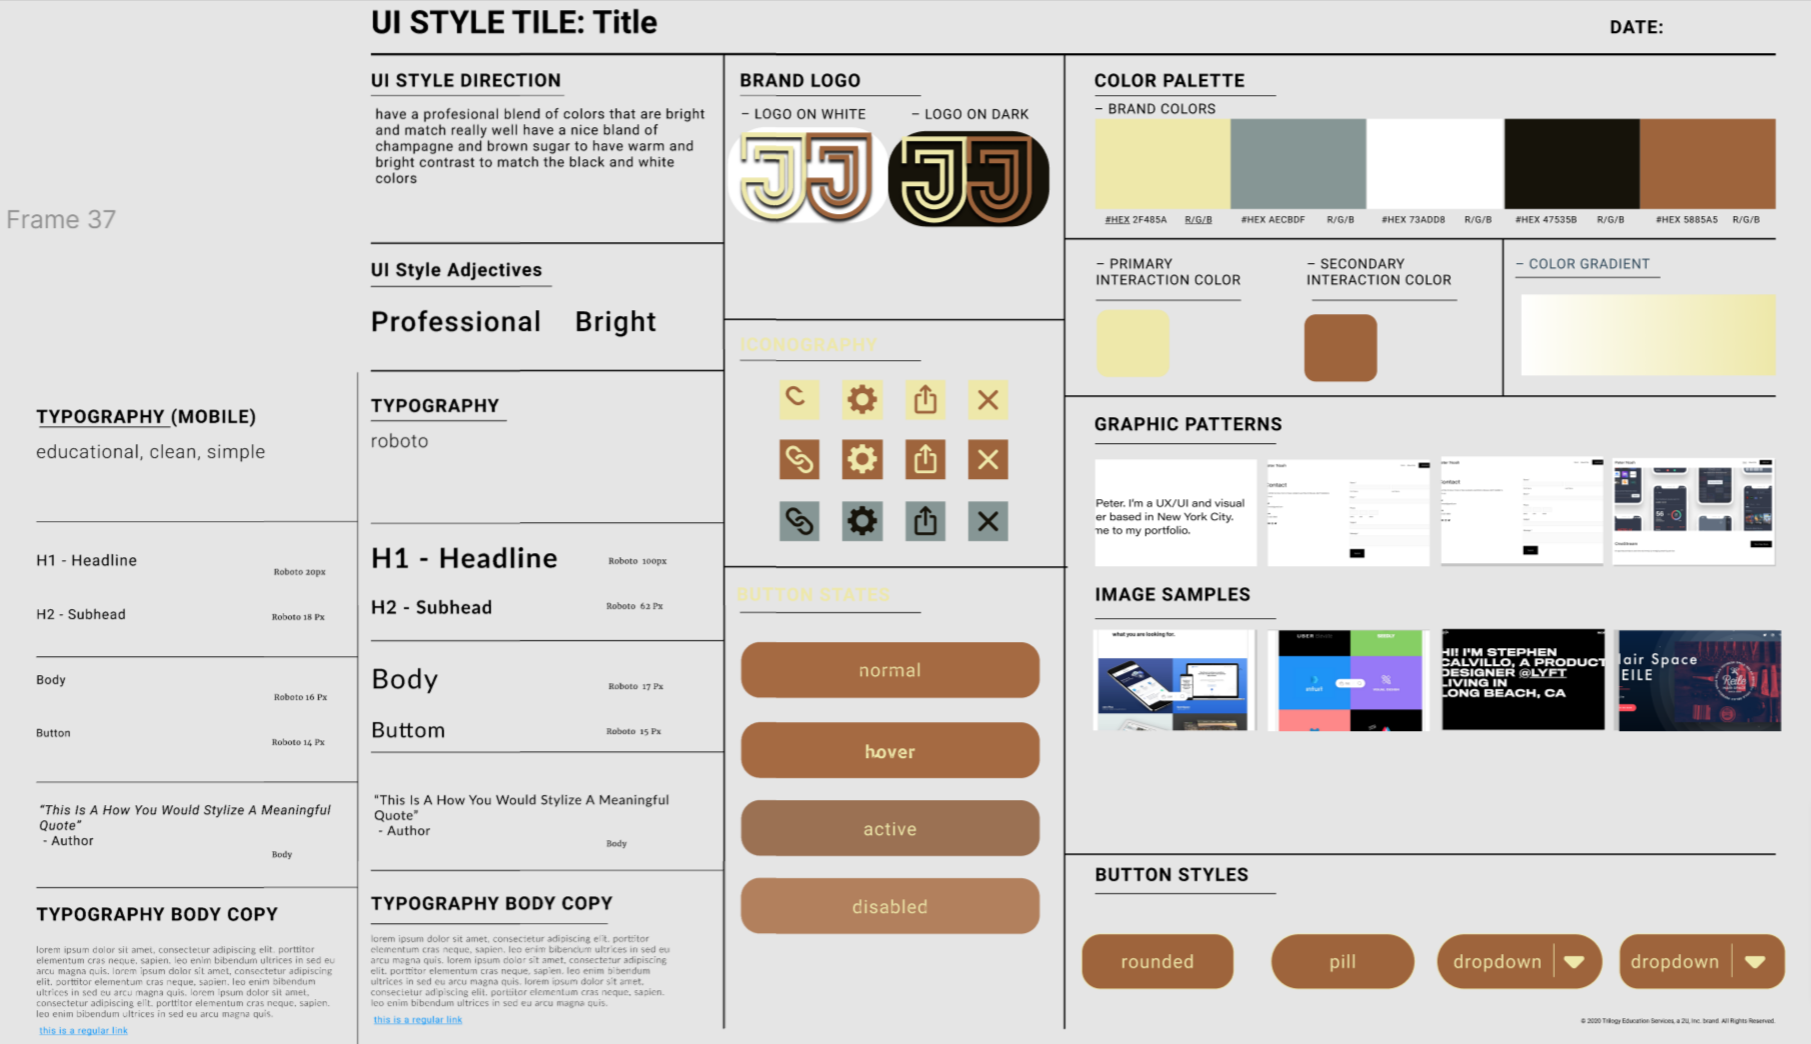 UI STYLE TILE: Title
DATE:
Frame 37
UI STYLE DIRECTION
have a profesional blend of colors that are bright
and match really well have a nice bland of
champagne and brown sugar to have warm and
bright contrast to match the black and white
colors
UI Style Adjectives
Professional Bright
BRAND LOGO
– LOGO ON WHITE
– LOGO ON DARK
COLOR PALETTE
– BRAND COLORS
#HEX 2F485A R/G/B
#HEX AECBDF R/G/B
#HEX 73ADD8 R/G/B
#HEX 47535B R/G/B
#HEX 5885A5 R/G/B
– PRIMARY
INTERACTION COLOR
– SECONDARY
INTERACTION COLOR
– COLOR GRADIENT
TYPOGRAPHY (MOBILE)
educational, clean, simple
H1 - Headline
Roboto 20px
H2 - Subhead
Roboto 18 Px
Body
Roboto 16 Px
Button
Roboto 14 Px
“This Is A How You Would Stylize A Meaningful
Quote”
- Author
Body
TYPOGRAPHY BODY COPY
lorem ipsum dolor sit amet, consectetur adipiscing elit. porttitor
elementum cras neque, sapien. leo enim bibendum ultrices in sed eu
arcu magna quis. lorem ipsum dolor sit amet, consectetur adipiscing
elit. porttitor elementum cras neque, sapien. leo enim bibendum
ultrices in sed eu arcu magna quis. lorem ipsum dolor sit amet,
consectetur adipiscing elit. porttitor elementum cras neque, sapien.
leo enim bibendum ultrices in sed eu arcu magna quis.
this is a regular link
TYPOGRAPHY
roboto
H1 - Headline
Roboto 100px
H2 - Subhead
Roboto 62 Px
Body
Roboto 17 Px
Buttom
Roboto 15 Px
“This Is A How You Would Stylize A Meaningful
Quote”
- Author
Body
TYPOGRAPHY BODY COPY
lorem ipsum dolor sit amet, consectetur adipiscing elit. porttitor
elementum cras neque, sapien. leo enim bibendum ultrices in sed eu
arcu magna quis. lorem ipsum dolor sit amet, consectetur adipiscing
elit. porttitor elementum cras neque, sapien. leo enim bibendum
ultrices in sed eu arcu magna quis. lorem ipsum dolor sit amet,
consectetur adipiscing elit. porttitor elementum cras neque, sapien.
leo enim bibendum ultrices in sed eu arcu magna quis.
this is a regular link
ICONOGRAPHY
BUTTON STATES
normal
hover
active
disabled
GRAPHIC PATTERNS
Peter. I'm a UX/UI and visual
er based in New York City.
me to my portfolio.
Contact
Contact
IMAGE SAMPLES
what you are looking for.
UBER
WEEBLY
intuit
HI! I'M STEPHEN
CALVILLO, A PRODUCT
DESIGNER @LYFT
LIVING IN
LONG BEACH, CA
Hair Space
REILE
Reile
BUTTON STYLES
rounded
pill
dropdown
dropdown
© 2020 Trilogy Education Services, a 2U, Inc. brand. All Rights Reserved.